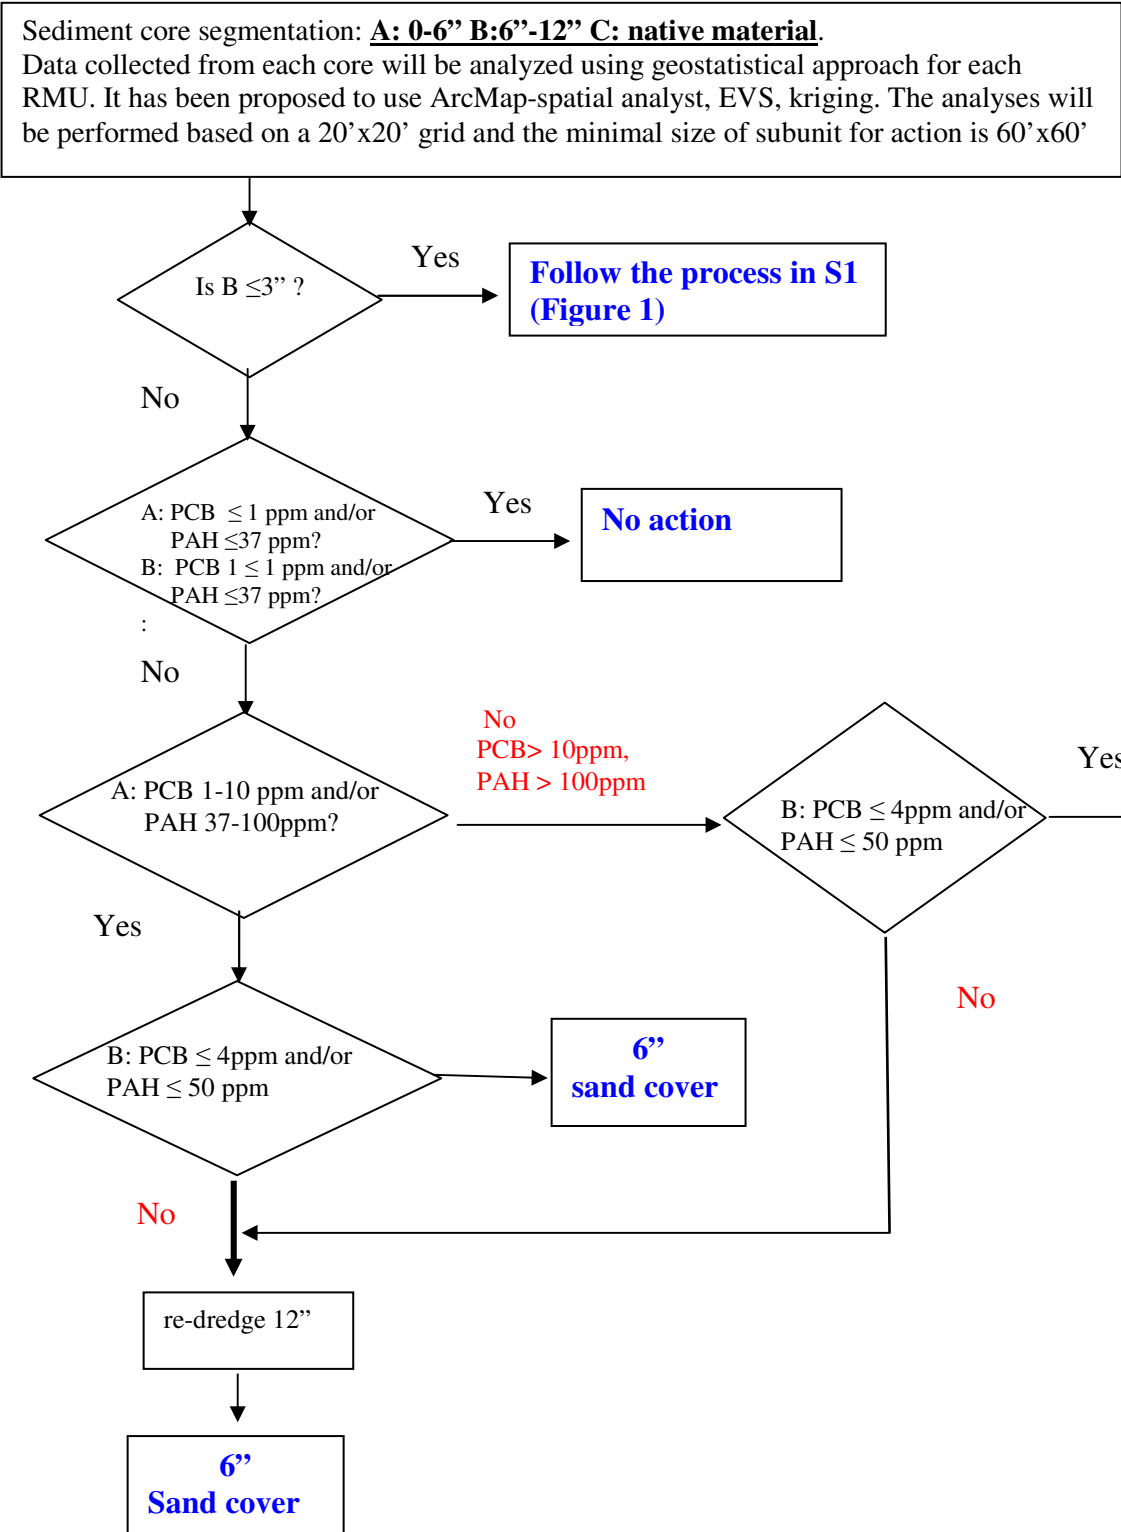 Sediment core segmentation: A: 0-6” B:6”-12” C: native material.
Data collected from each core will be analyzed using geostatistical approach for each
RMU. It has been proposed to use ArcMap-spatial analyst, EVS, kriging. The analyses will
be performed based on a 20’x20’ grid and the minimal size of subunit for action is 60’x60’
Is B ≤3” ?
Yes
Follow the process in S1
(Figure 1)
No
A: PCB ≤ 1 ppm and/or
PAH ≤37 ppm?
B: PCB 1 ≤ 1 ppm and/or
PAH ≤37 ppm?
:
Yes
No action
No
A: PCB 1-10 ppm and/or
PAH 37-100ppm?
No
PCB> 10ppm,
PAH > 100ppm
B: PCB ≤ 4ppm and/or
PAH ≤ 50 ppm
Yes
No
Yes
B: PCB ≤ 4ppm and/or
PAH ≤ 50 ppm
6”
sand cover
No
re-dredge 12”
6”
Sand cover